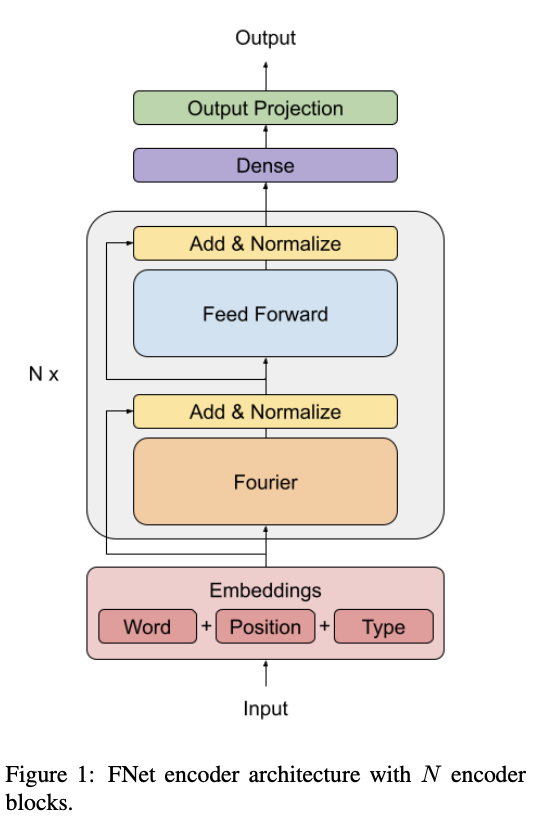 Output
Output Projection
Dense
Add & Normalize
Feed Forward
N x
Add & Normalize
Fourier
Embeddings
Word + Position + Type
Input
Figure 1: FNet encoder architecture with N encoder
blocks.